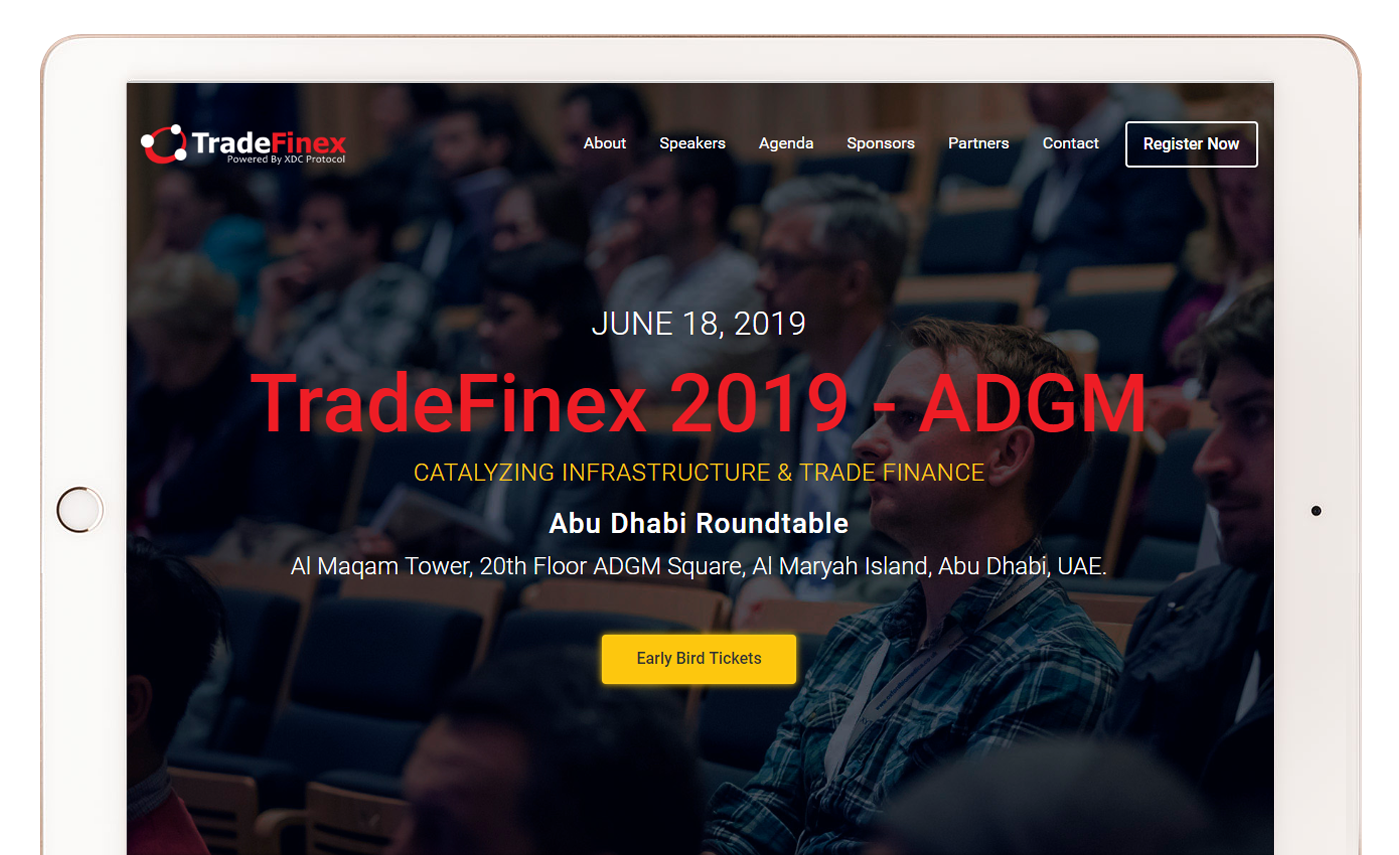 TradeFinex
Powered By XDC Protocol
About Speakers Agenda Sponsors Partners Contact Register Now
JUNE 18, 2019
TradeFinex 2019 - ADGM
CATALYZING INFRASTRUCTURE & TRADE FINANCE
Abu Dhabi Roundtable
Al Maqam Tower, 20th Floor ADGM Square, Al Maryah Island, Abu Dhabi, UAE.
Early Bird Tickets